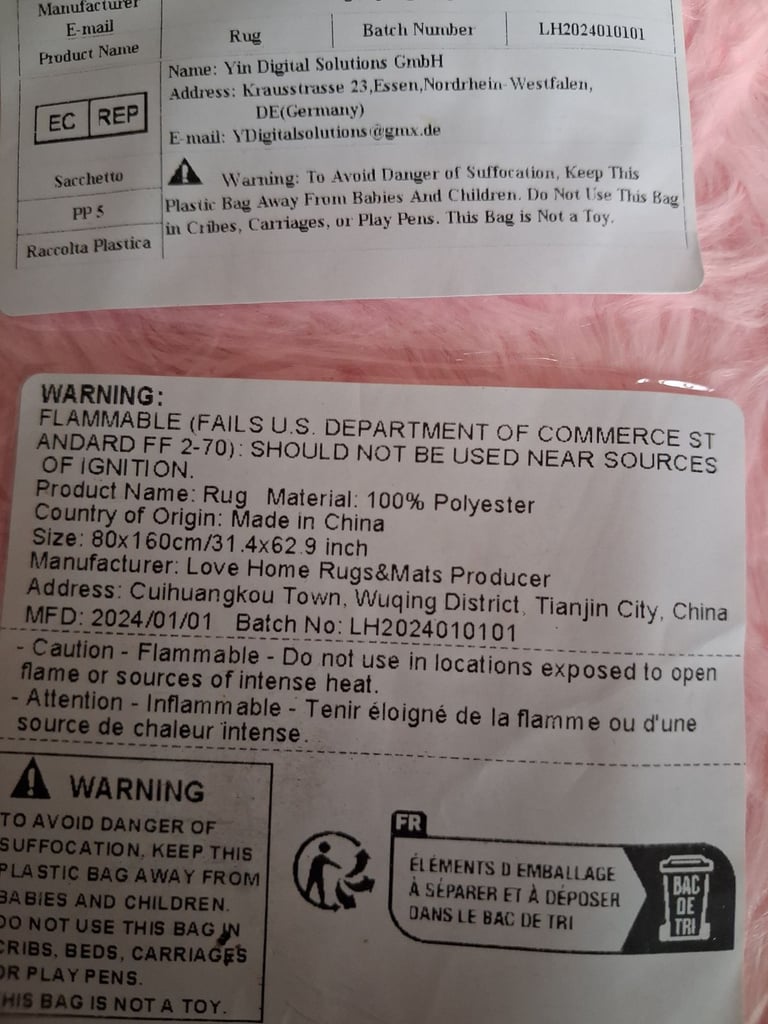 Manufacturer
E-mail
Product Name
Rug
Batch Number
LH2024010101
EC REP
Name: Yin Digital Solutions GmbH
Address: Krausstrasse 23,Essen,Nordrhein-Westfalen,
DE(Germany)
E-mail: YDigitalsolutions@gmx.de
Sacchetto
PP 5
Raccolta Plastica
Warning: To Avoid Danger of Suffocation, Keep This
Plastic Bag Away From Babies And Children. Do Not Use This Bag
in Cribes, Carriages, or Play Pens. This Bag is Not a Toy.
WARNING:
FLAMMABLE (FAILS U.S. DEPARTMENT OF COMMERCE ST
ANDARD FF 2-70): SHOULD NOT BE USED NEAR SOURCES
OF IGNITION.
Product Name: Rug Material: 100% Polyester
Country of Origin: Made in China
Size: 80x160cm/31.4x62.9 inch
Manufacturer: Love Home Rugs&Mats Producer
Address: Cuihuangkou Town, Wuqing District, Tianjin City, China
MFD: 2024/01/01 Batch No: LH2024010101
- Caution - Flammable - Do not use in locations exposed to open
flame or sources of intense heat.
- Attention - Inflammable - Tenir éloigné de la flamme ou d'une
source de chaleur intense.
WARNING
TO AVOID DANGER OF
SUFFOCATION, KEEP THIS
PLASTIC BAG AWAY FROM
BABIES AND CHILDREN.
DO NOT USE THIS BAG IN
CRIBS, BEDS, CARRIAGES
OR PLAY PENS.
THIS BAG IS NOT A TOY.
FR
ÉLÉMENTS D EMBALLAGE
À SÉPARER ET À DÉPOSER
DANS LE BAC DE TRI
BAC
DE
TRI